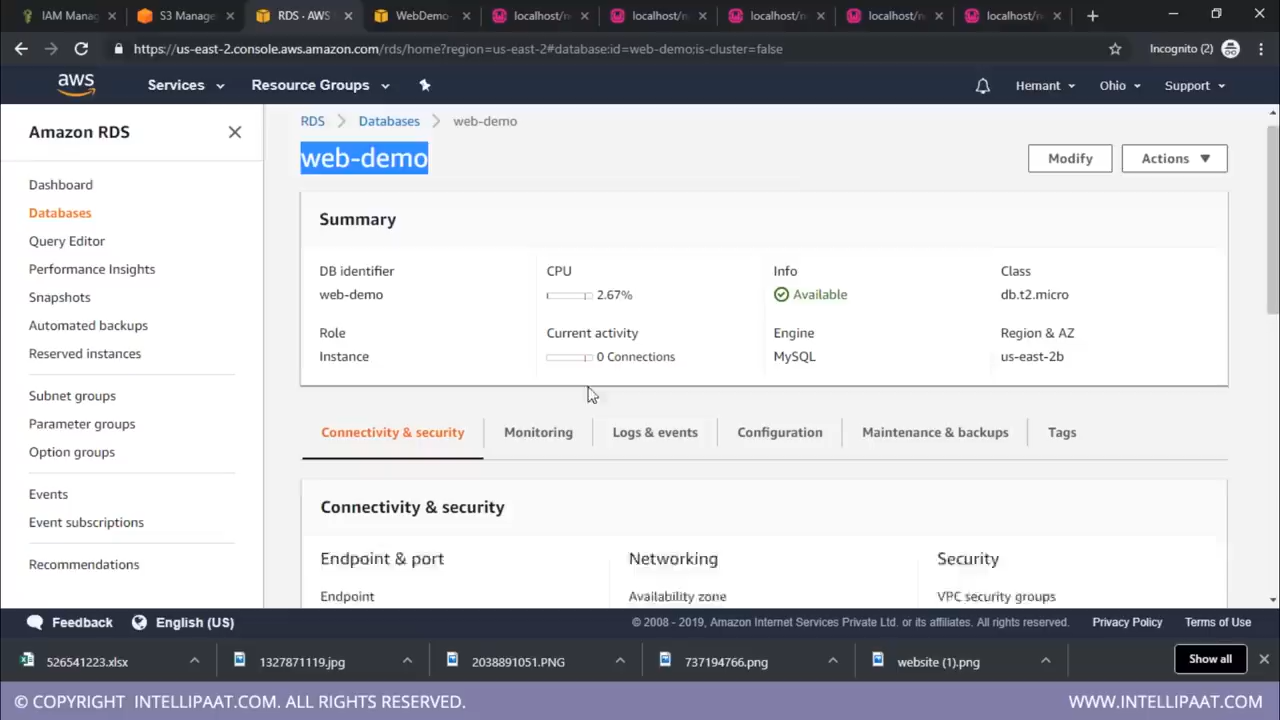 IAM Manag
S3 Manage
RDS · AWS
WebDemo-
localhost/n
localhost/n
localhost/n
localhost/n
localhost/n
https://us-east-2.console.aws.amazon.com/rds/home?region=us-east-2#database:id=web-demo;is-cluster=false
Incognito (2)
aws
Services
Resource Groups
Hemant
Ohio
Support
Amazon RDS
Dashboard
Databases
Query Editor
Performance Insights
Snapshots
Automated backups
Reserved instances
Subnet groups
Parameter groups
Option groups
Events
Event subscriptions
Recommendations
RDS > Databases > web-demo
web-demo
Modify
Actions
Summary
DB identifier
web-demo
CPU
2.67%
Info
Available
Class
db.t2.micro
Role
Instance
Current activity
0 Connections
Engine
MySQL
Region & AZ
us-east-2b
Connectivity & security
Monitoring
Logs & events
Configuration
Maintenance & backups
Tags
Connectivity & security
Endpoint & port
Endpoint
Networking
Availability zone
Security
VPC security groups
Feedback
English (US)
© 2008 - 2019, Amazon Internet Services Private Ltd. or its affiliates. All rights reserved.
Privacy Policy
Terms of Use
526541223.xlsx
1327871119.jpg
2038891051.PNG
737194766.png
website (1).png
Show all
© COPYRIGHT INTELLIPAAT.COM. ALL RIGHTS RESERVED.
WWW.INTELLIPAAT.COM